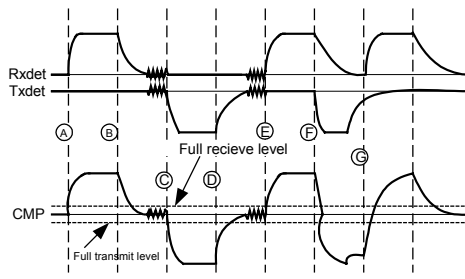 Rxdet
Txdet
A
B
E
F
Full recieve level
G
C
D
CMP
Full transmit level